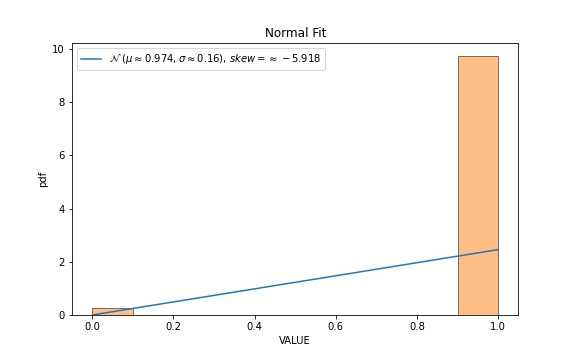 Normal Fit
𝒩(μ ≈ 0.974, σ ≈ 0.16), skew = ≈ −5.918
pdf
10
8
6
4
2
0
0.0 0.2 0.4 0.6 0.8 1.0
VALUE